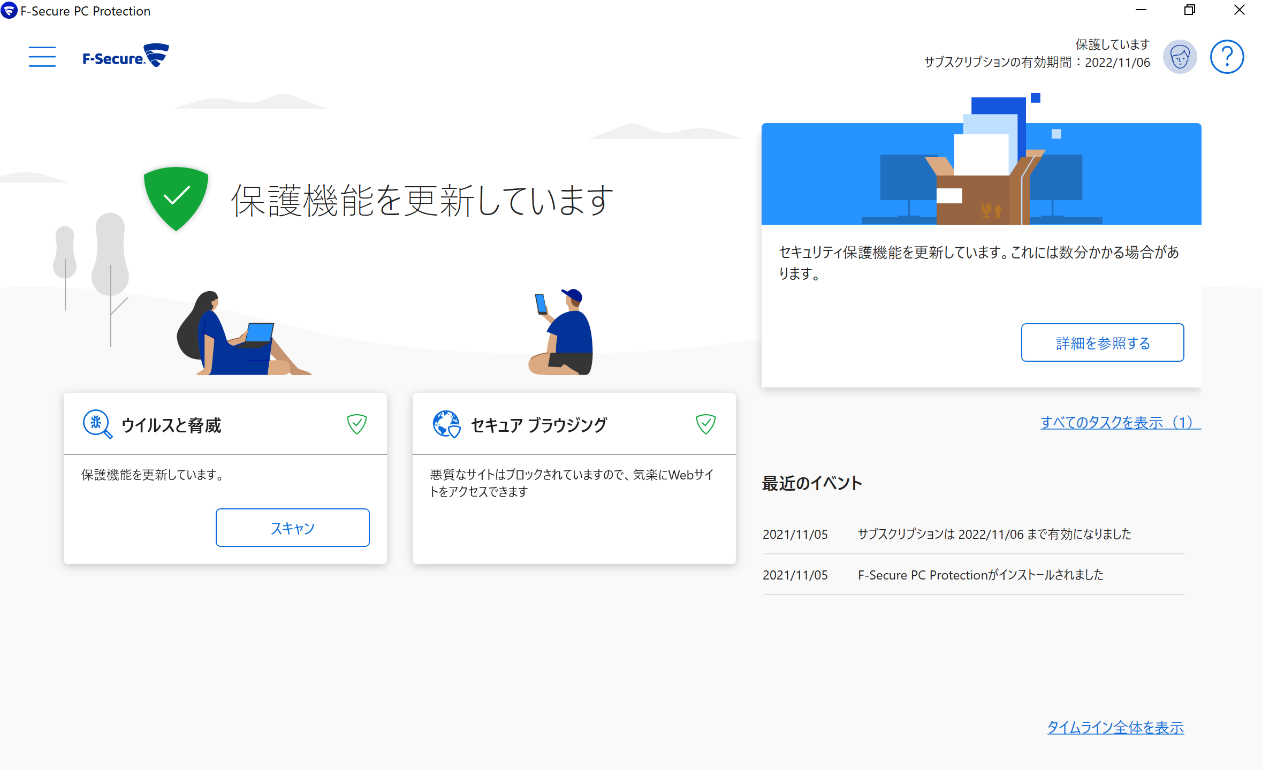 F-Secure PC Protection
F-Secure.
保護しています
サブスクリプションの有効期間：2022/11/06
?
保護機能を更新しています
セキュリティ保護機能を更新しています。これには数分かかる場合があ
ります。
詳細を参照する
すべてのタスクを表示（1）
ウイルスと脅威
保護機能を更新しています。
スキャン
セキュア ブラウジング
悪質なサイトはブロックされていますので、気楽にWebサイ
トをアクセスできます
最近のイベント
2021/11/05 サブスクリプションは 2022/11/06 まで有効になりました
2021/11/05 F-Secure PC Protectionがインストールされました
タイムライン全体を表示